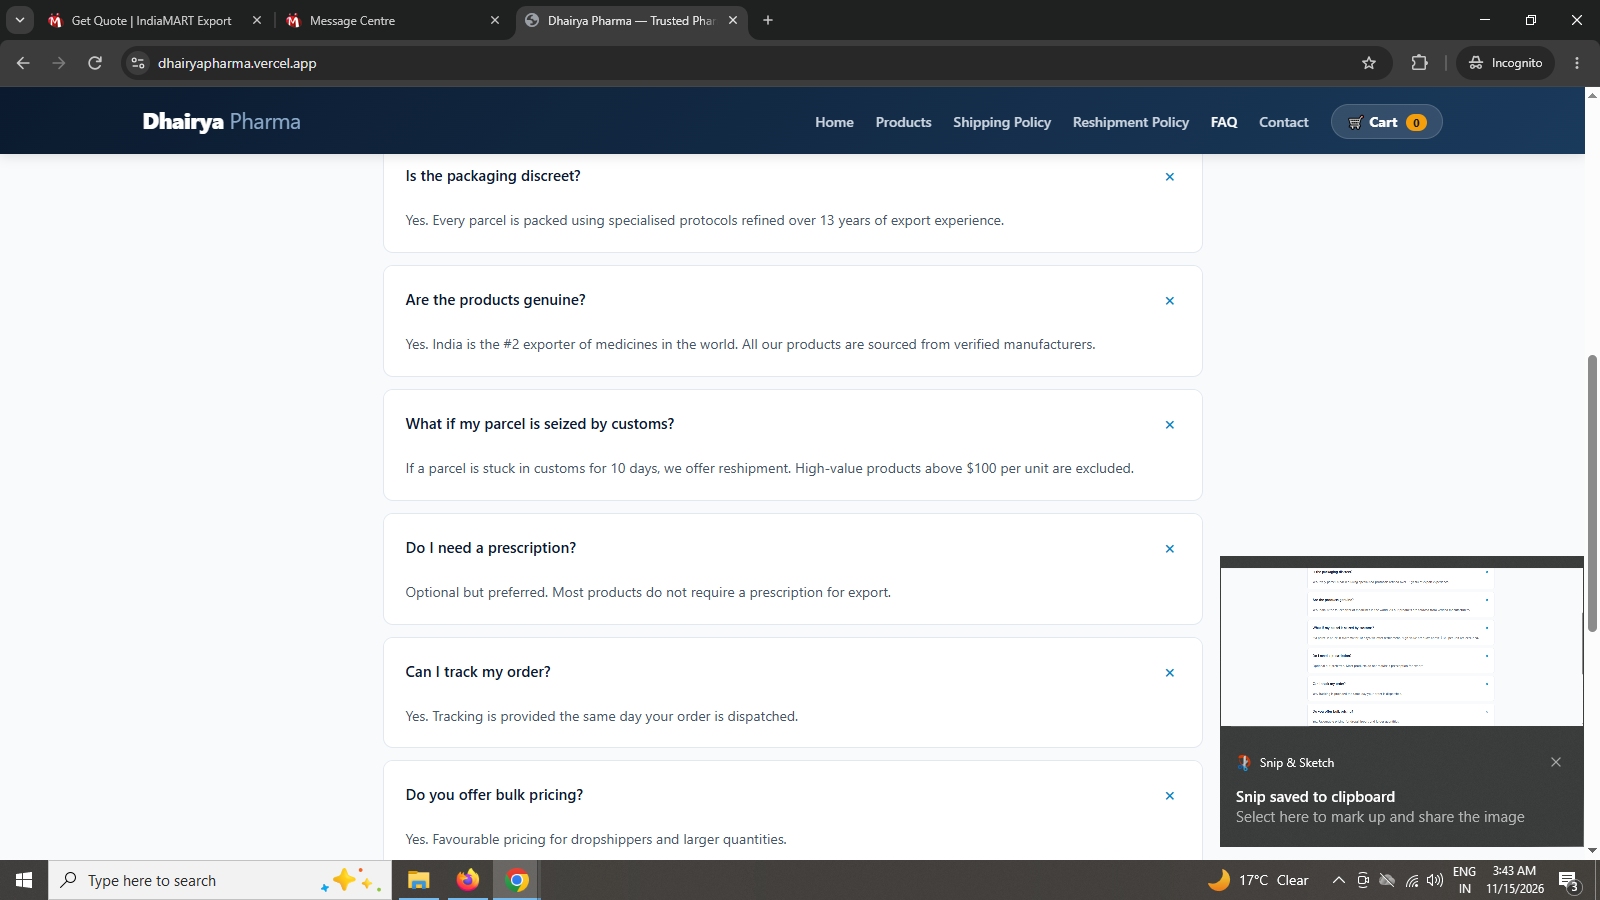 Get Quote | IndiaMART Export
Message Centre
Dhairya Pharma — Trusted Phar
dhairyapharma.vercel.app
Incognito
Dhairya Pharma
Home
Products
Shipping Policy
Reshipment Policy
FAQ
Contact
Cart 0
Is the packaging discreet?
Yes. Every parcel is packed using specialised protocols refined over 13 years of export experience.
Are the products genuine?
Yes. India is the #2 exporter of medicines in the world. All our products are sourced from verified manufacturers.
What if my parcel is seized by customs?
If a parcel is stuck in customs for 10 days, we offer reshipment. High-value products above $100 per unit are excluded.
Do I need a prescription?
Optional but preferred. Most products do not require a prescription for export.
Can I track my order?
Yes. Tracking is provided the same day your order is dispatched.
Do you offer bulk pricing?
Yes. Favourable pricing for dropshippers and larger quantities.
Snip & Sketch
Snip saved to clipboard
Select here to mark up and share the image
Type here to search
17°C Clear
ENG
IN
3:43 AM
11/15/2026
3